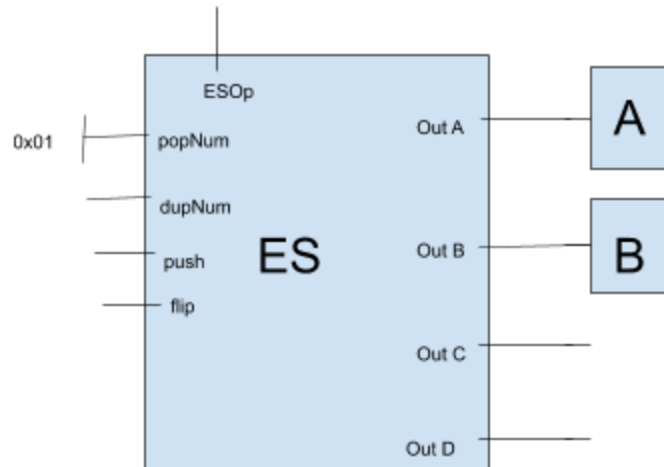 ESOp
0x01
popNum
Out A
A
dupNum
push
ES
Out B
B
flip
Out C
Out D